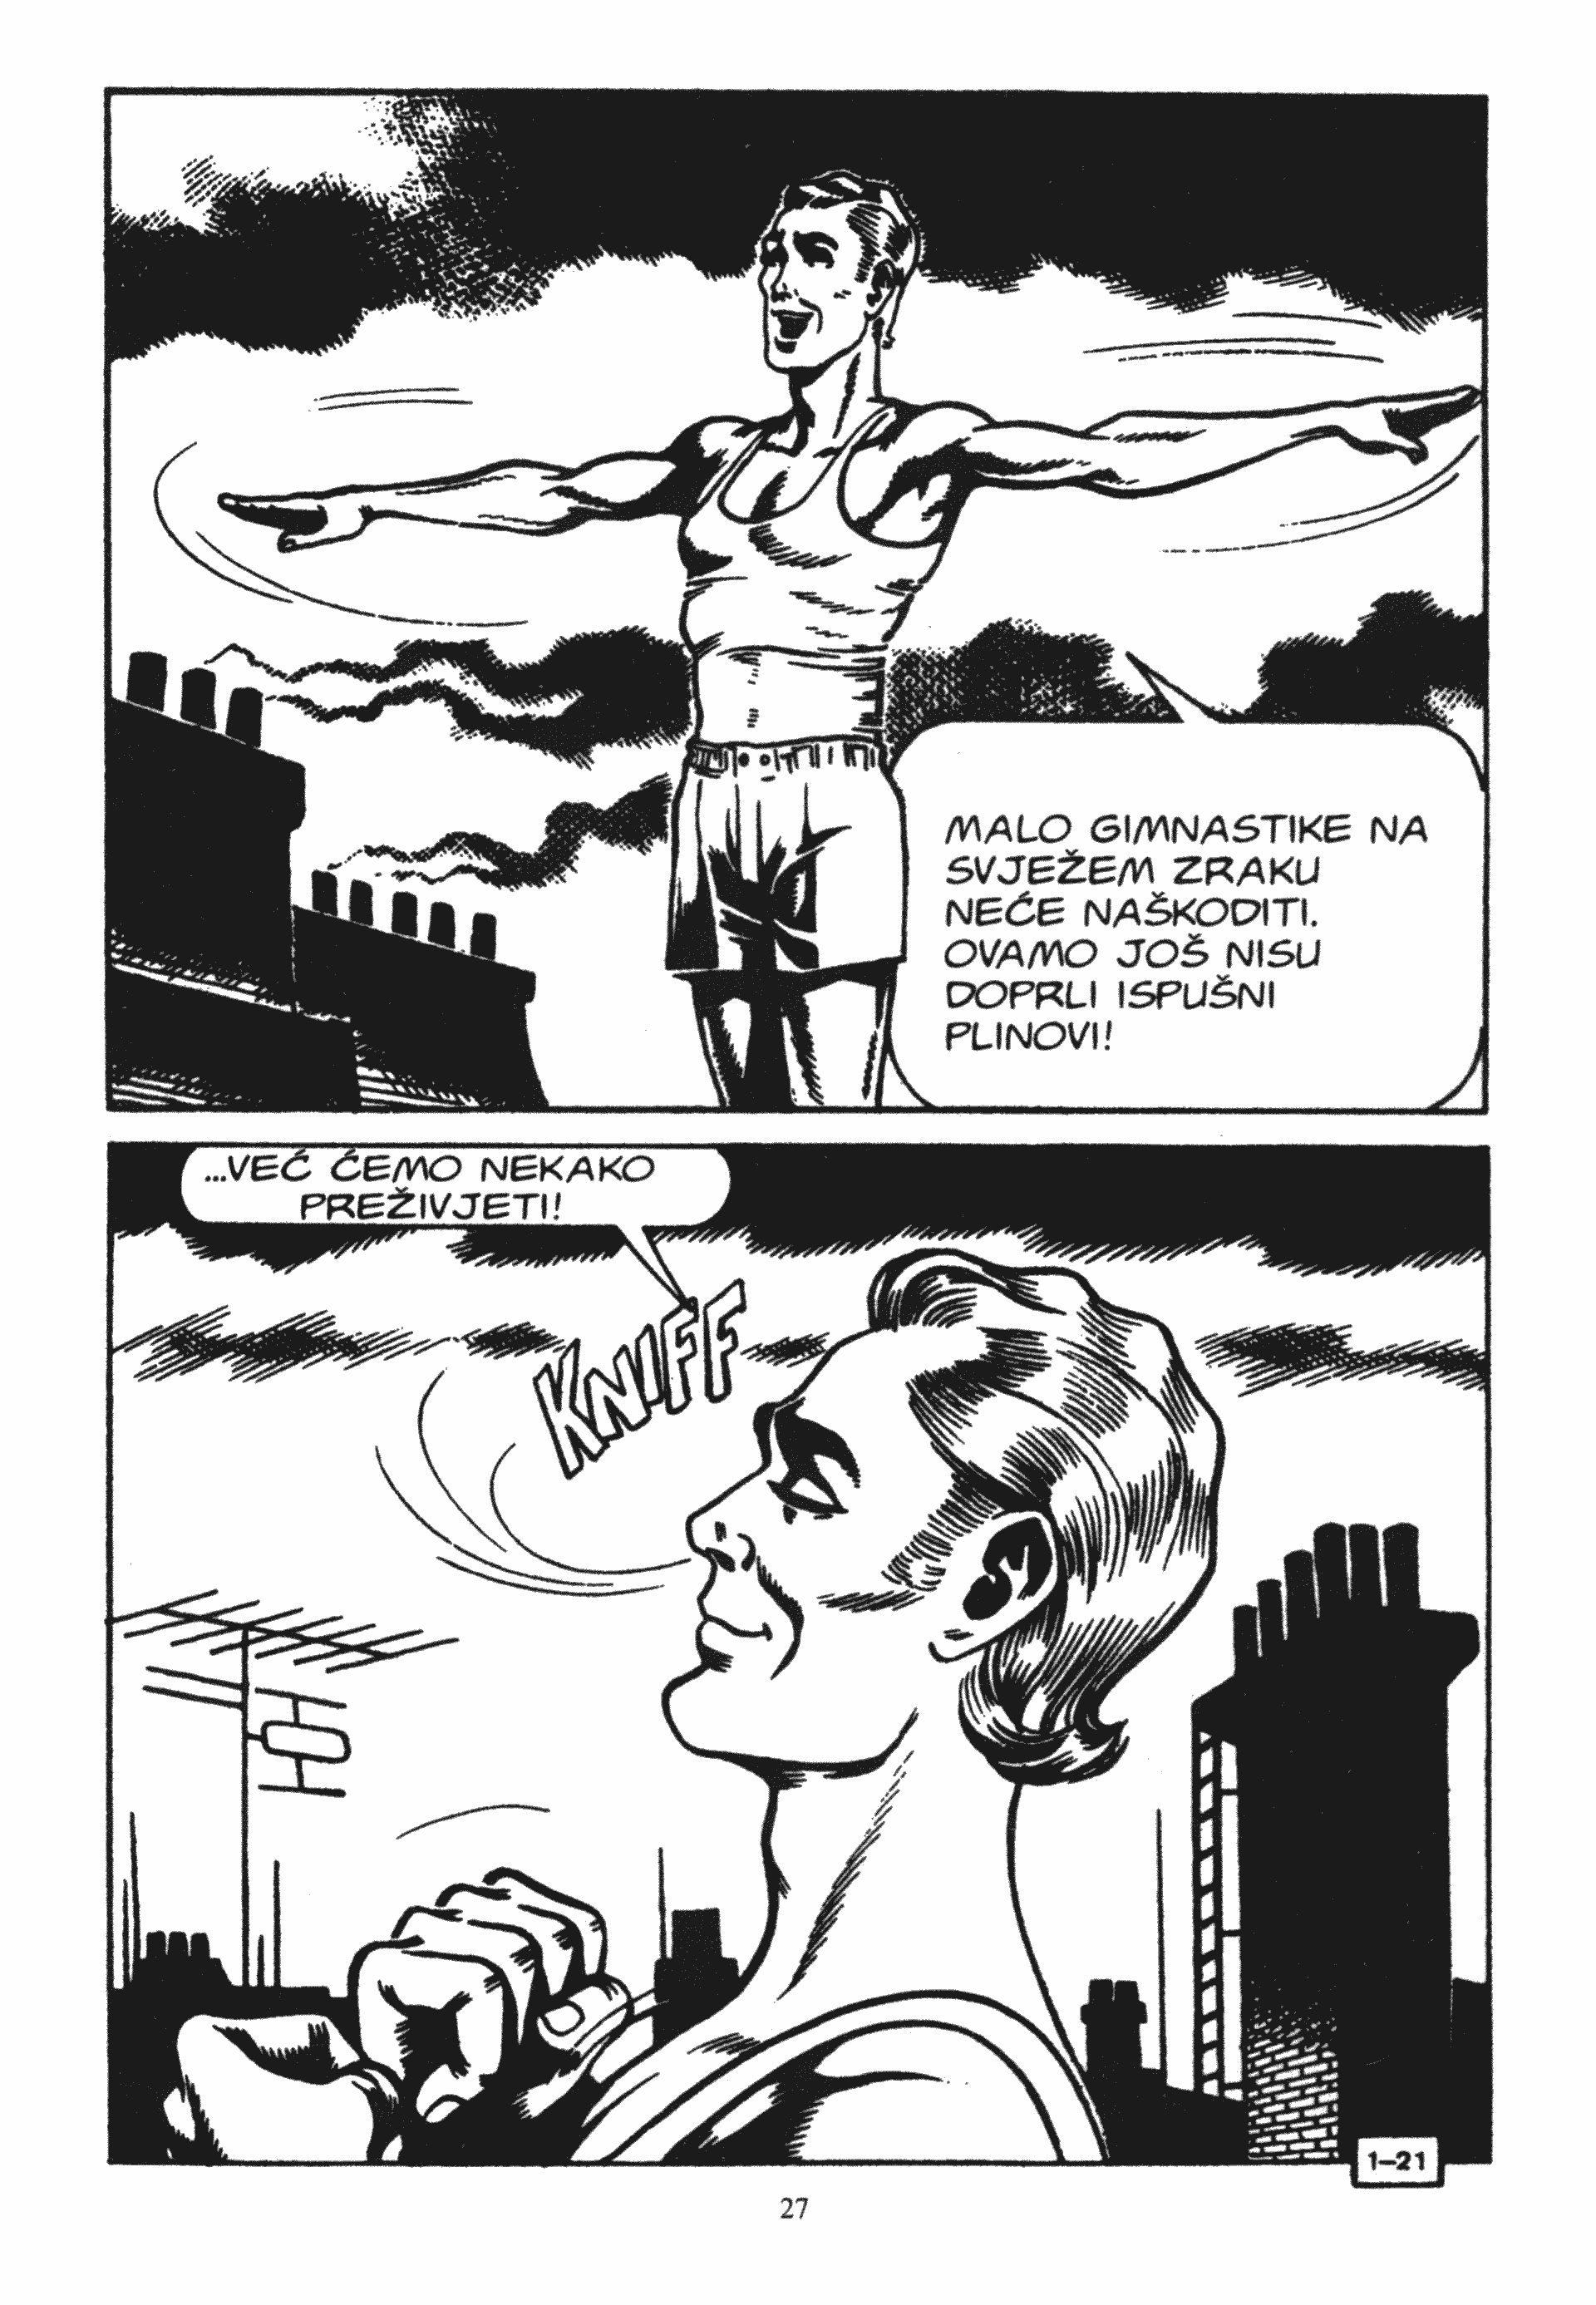 MALO GIMNASTIKE NA
SVJEŽEM ZRAKU
NEĆE NAŠKODITI.
OVAMO JOŠ NISU
DOPRLI ISPUŠNI
PLINOVI!
...VEĆ ĆEMO NEKAKO
PREŽIVJETI!
KNIFF
1-21
27